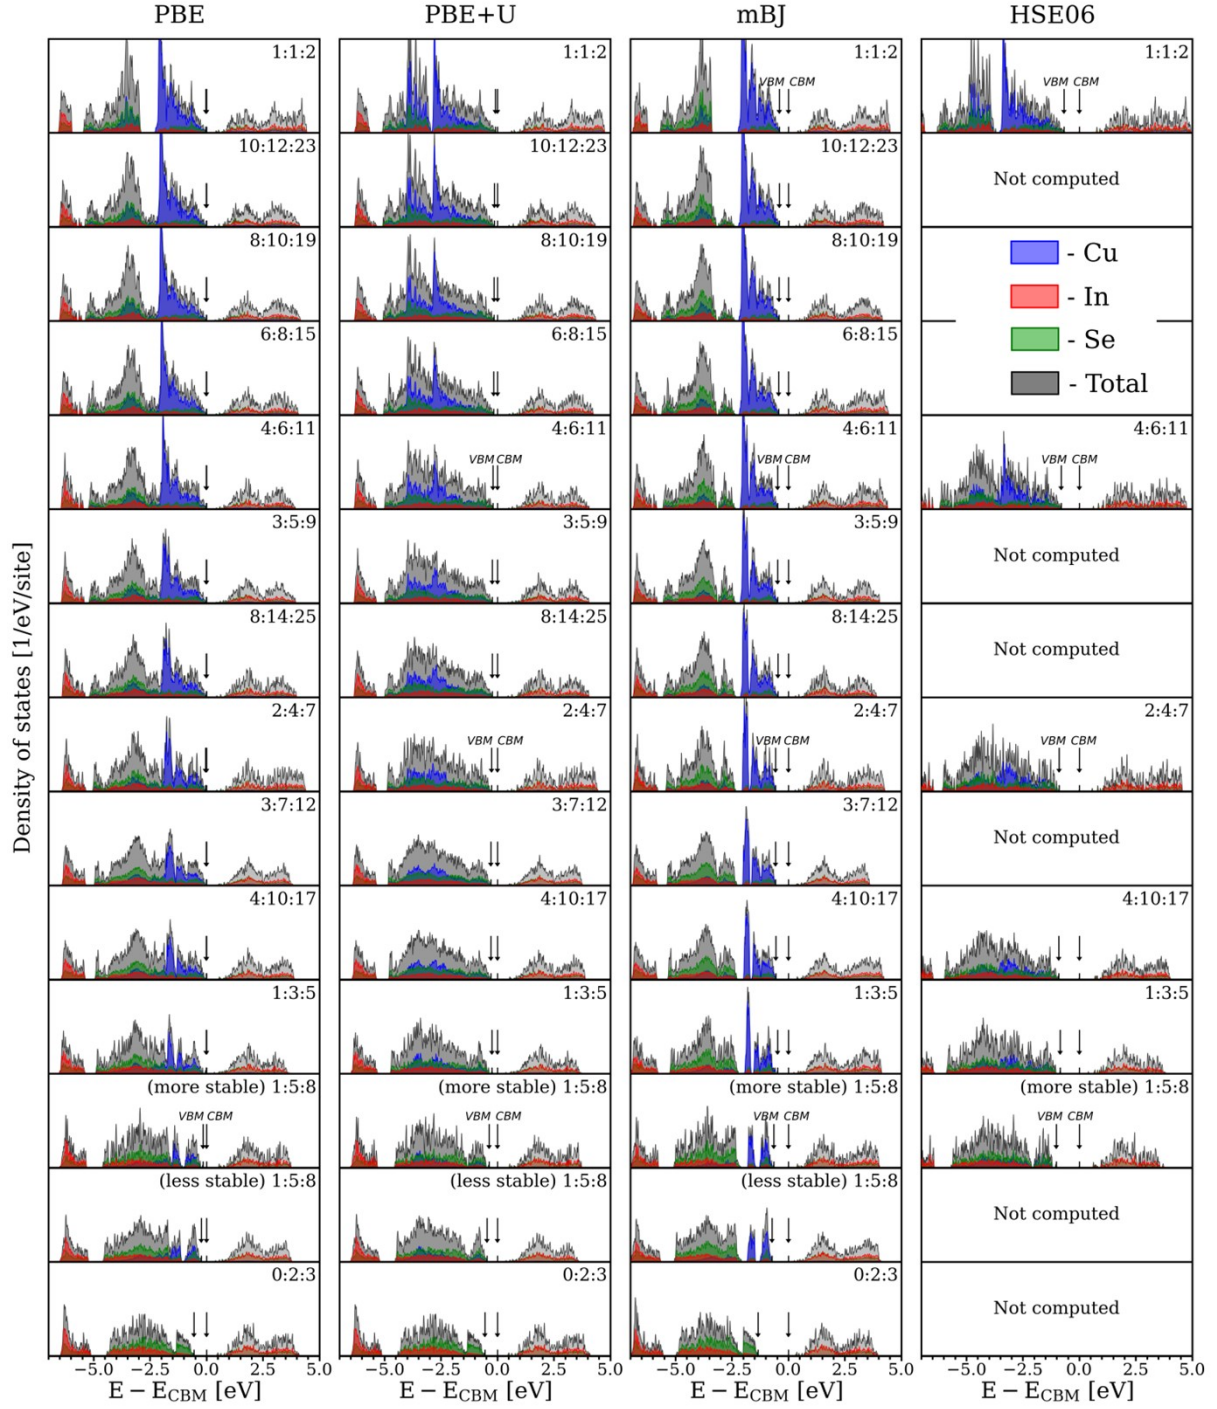 PBE PBE+U mBJ HSE06
1:1:2 1:1:2 1:1:2 1:1:2
VBM CBM VBM CBM
10:12:23 10:12:23 10:12:23 Not computed
8:10:19 8:10:19 8:10:19
- Cu
- In
6:8:15 6:8:15 6:8:15
- Se
- Total
4:6:11 4:6:11 4:6:11 4:6:11
VBM CBM VBM CBM VBM CBM
3:5:9 3:5:9 3:5:9 Not computed
8:14:25 8:14:25 8:14:25 Not computed
2:4:7 2:4:7 2:4:7 2:4:7
VBM CBM VBM CBM VBM CBM
3:7:12 3:7:12 3:7:12 Not computed
4:10:17 4:10:17 4:10:17 4:10:17
1:3:5 1:3:5 1:3:5 1:3:5
(more stable) 1:5:8 (more stable) 1:5:8 (more stable) 1:5:8 (more stable) 1:5:8
VBM CBM VBM CBM VBM CBM VBM CBM
(less stable) 1:5:8 (less stable) 1:5:8 (less stable) 1:5:8 Not computed
0:2:3 0:2:3 0:2:3 Not computed
−5.0 −2.5 0.0 2.5 5.0 −5.0 −2.5 0.0 2.5 5.0 −5.0 −2.5 0.0 2.5 5.0 −5.0 −2.5 0.0 2.5 5.0
E − E_CBM [eV] E − E_CBM [eV] E − E_CBM [eV] E − E_CBM [eV]
Density of states [1/eV/site]